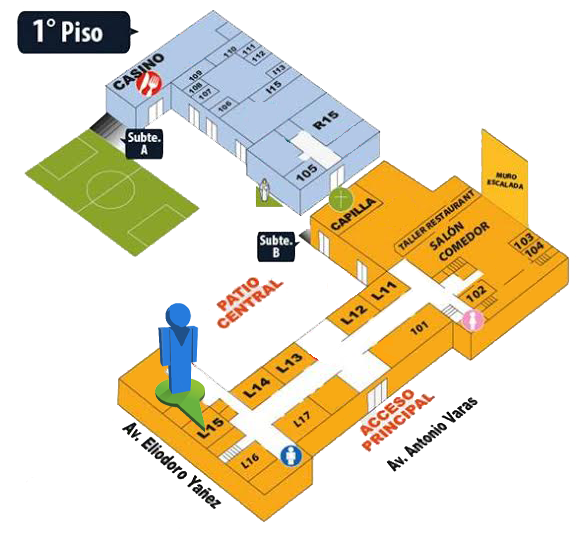 1° Piso
CASINO
109
110
111
112
113
108
107
106
115
R15
105
Subte.
A
MURO
ESCALADA
CAPILLA
TALLER RESTAURANT
SALÓN
COMEDOR
103
104
Subte.
B
PATIO
CENTRAL
L11
L12
102
101
L13
L14
L15
L17
L16
ACCESO
PRINCIPAL
Av. Antonio Varas
Av. Eliodoro Yañez